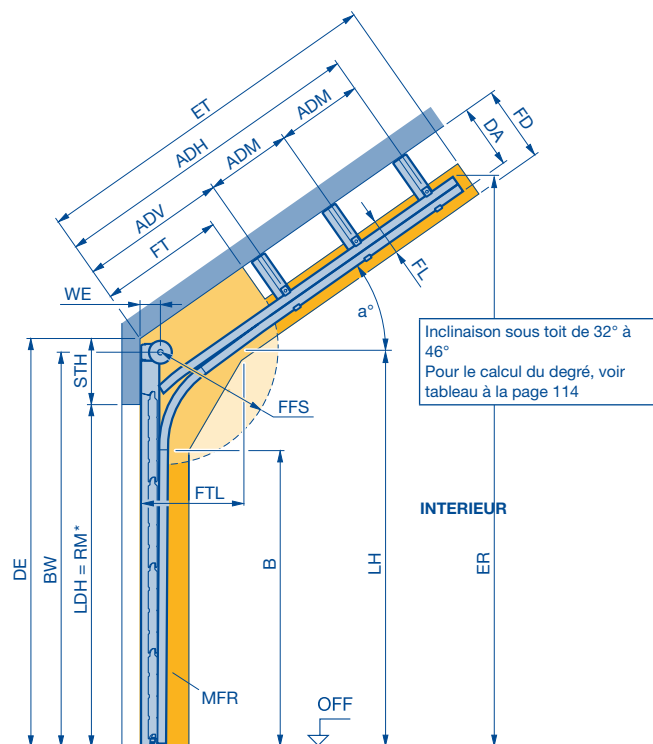 ET
ADH
ADM
ADM
ADV
FT
DA
FD
WE
FL
a°
STH
Inclinaison sous toit de 32° à
46°
Pour le calcul du degré, voir
tableau à la page 114
FFS
FTL
INTERIEUR
DE
BW
LDH = RM*
B
LH
ER
MFR
OFF